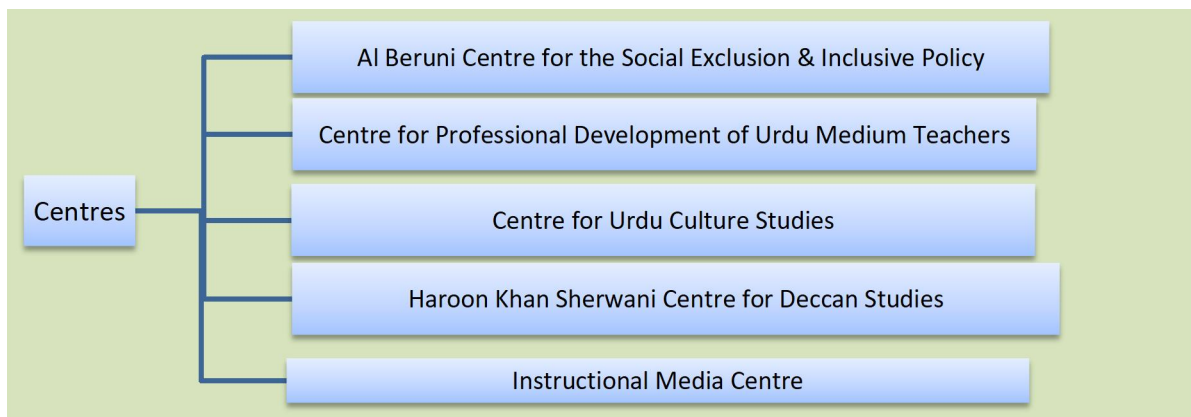 Centres
Al Beruni Centre for the Social Exclusion & Inclusive Policy
Centre for Professional Development of Urdu Medium Teachers
Centre for Urdu Culture Studies
Haroon Khan Sherwani Centre for Deccan Studies
Instructional Media Centre